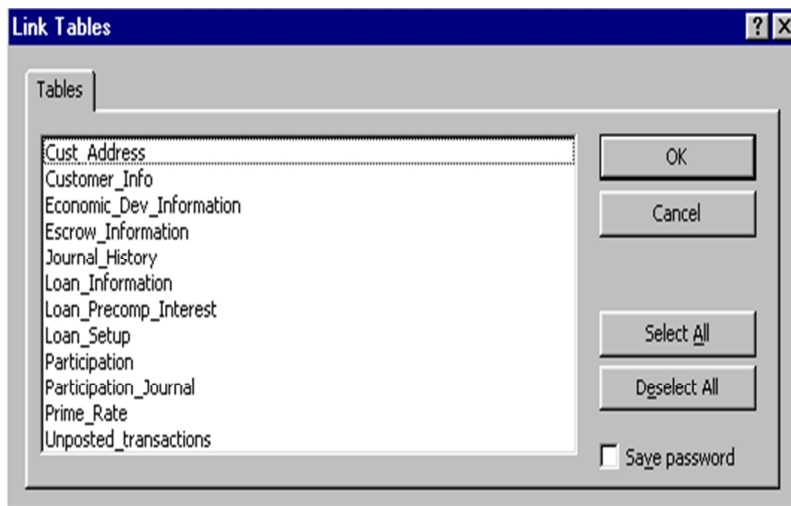 Link Tables
Tables
Cust_Address
Customer_Info
Economic_Dev_Information
Escrow_Information
Journal_History
Loan_Information
Loan_Precomp_Interest
Loan_Setup
Participation
Participation_Journal
Prime_Rate
Unposted_transactions
OK
Cancel
Select All
Deselect All
Save password